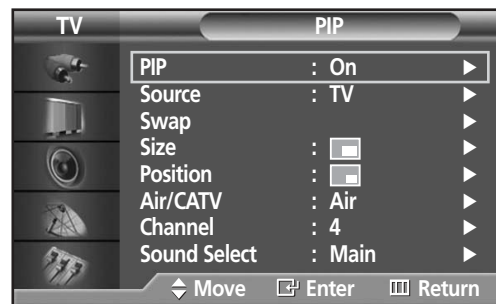 TV PIP
PIP : On
Source : TV
Swap
Size :
Position :
Air/CATV : Air
Channel : 4
Sound Select : Main
Move Enter Return